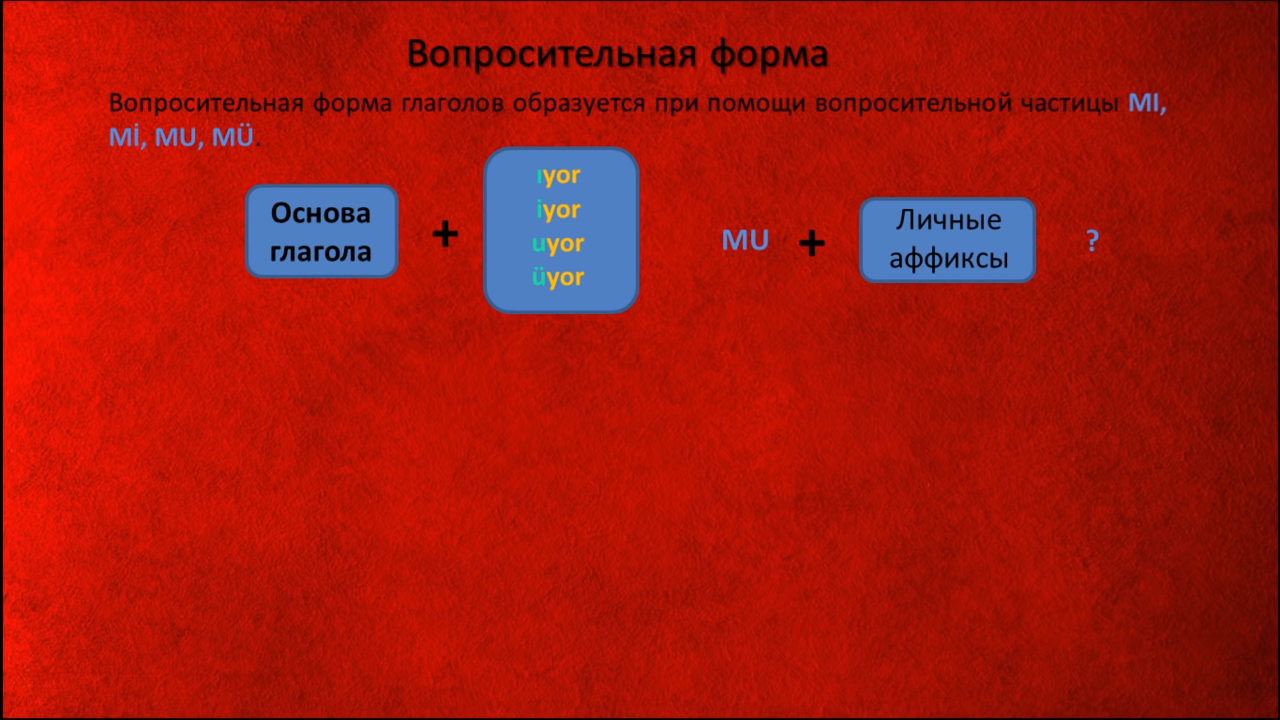 Вопросительная форма
Вопросительная форма глаголов образуется при помощи вопросительной частицы MI,
Mİ, MU, MÜ.
Основа
глагола
+
ıyor
iyor
uyor
üyor
MU
+
Личные
аффиксы
?